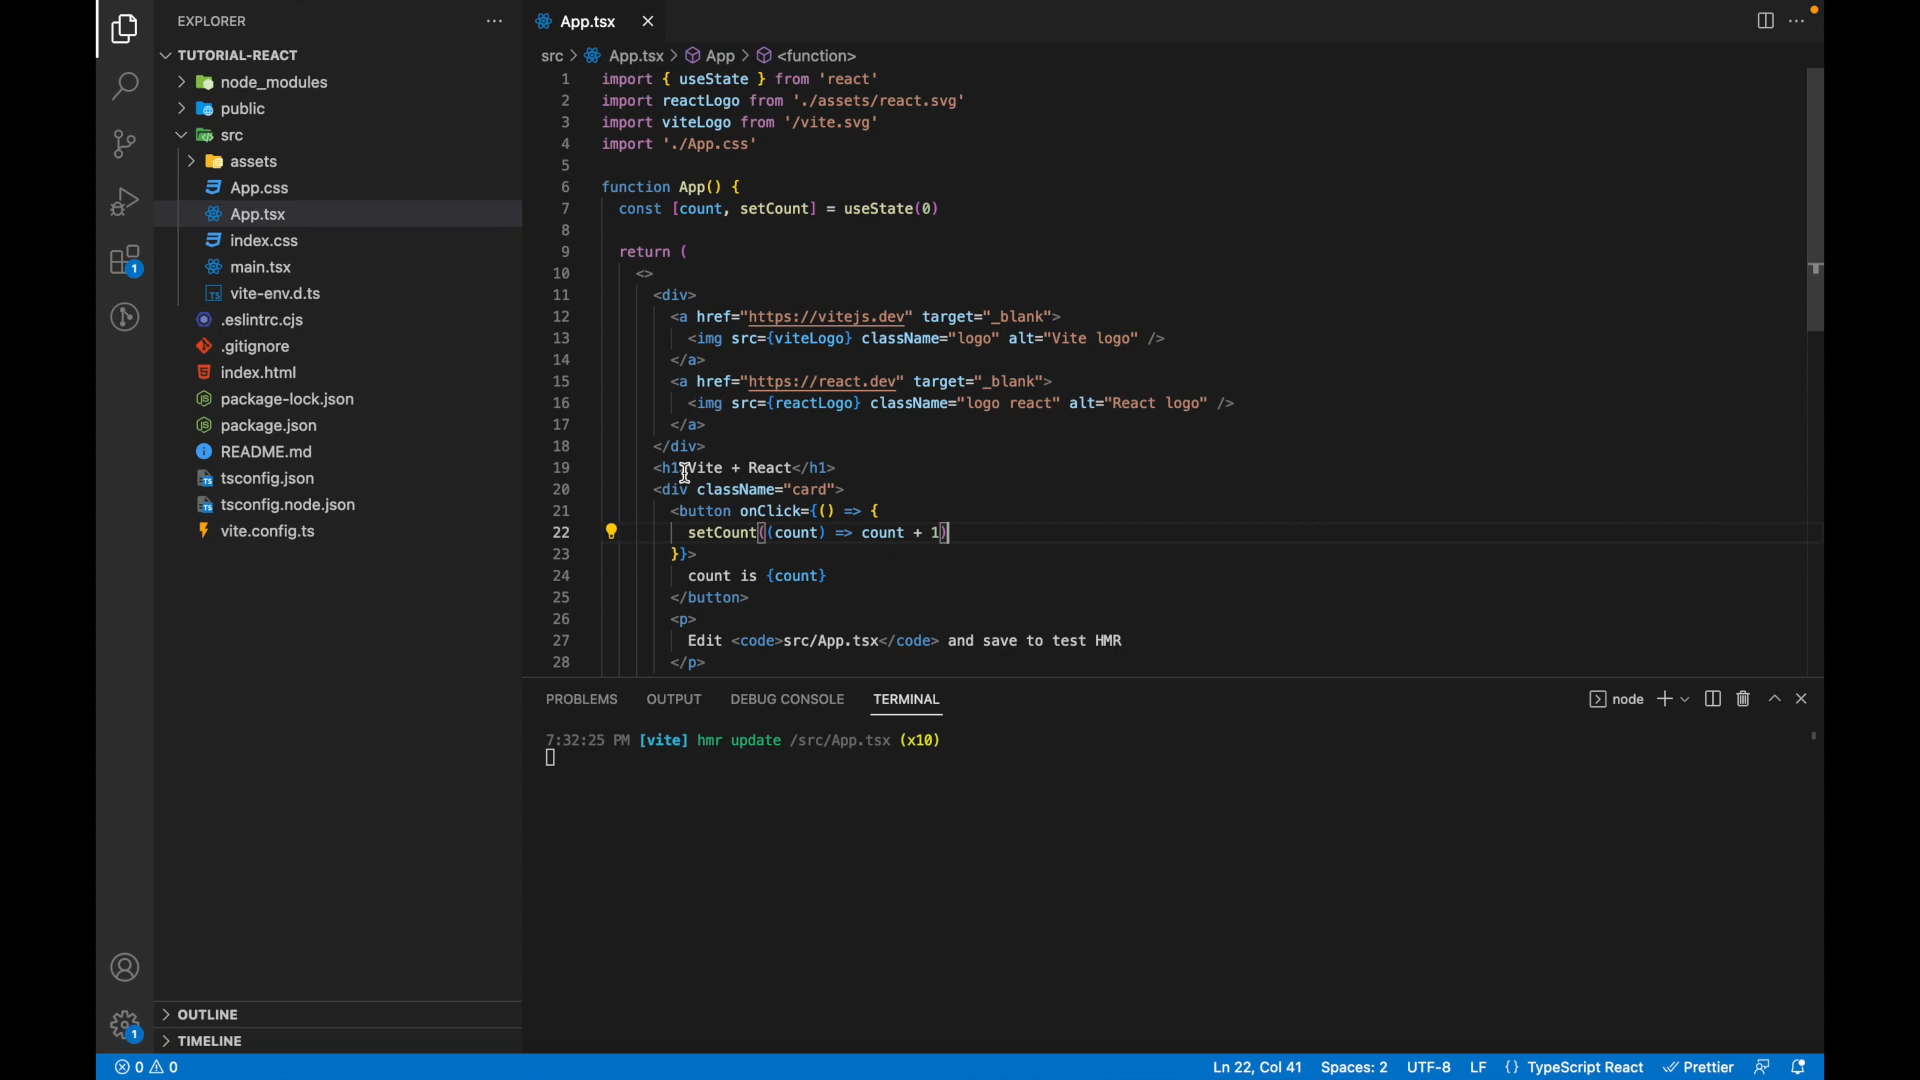 EXPLORER
TUTORIAL-REACT
node_modules
public
src
assets
App.css
App.tsx
index.css
main.tsx
TS vite-env.d.ts
.eslintrc.cjs
.gitignore
index.html
package-lock.json
package.json
README.md
tsconfig.json
tsconfig.node.json
vite.config.ts
OUTLINE
TIMELINE
1
1
App.tsx
src > App.tsx > App > <function>
1 import { useState } from 'react'
2 import reactLogo from './assets/react.svg'
3 import viteLogo from '/vite.svg'
4 import './App.css'
5
6 function App() {
7 const [count, setCount] = useState(0)
8
9 return (
10 <>
11 <div>
12 <a href="https://vitejs.dev" target="_blank">
13 <img src={viteLogo} className="logo" alt="Vite logo" />
14 </a>
15 <a href="https://react.dev" target="_blank">
16 <img src={reactLogo} className="logo react" alt="React logo" />
17 </a>
18 </div>
19 <h1>Vite + React</h1>
20 <div className="card">
21 <button onClick={() => {
22 setCount((count) => count + 1)
23 }}>
24 count is {count}
25 </button>
26 <p>
27 Edit <code>src/App.tsx</code> and save to test HMR
28 </p>
PROBLEMS OUTPUT DEBUG CONSOLE TERMINAL node
7:32:25 PM [vite] hmr update /src/App.tsx (x10)
0 0 Ln 22, Col 41 Spaces: 2 UTF-8 LF {} TypeScript React Prettier